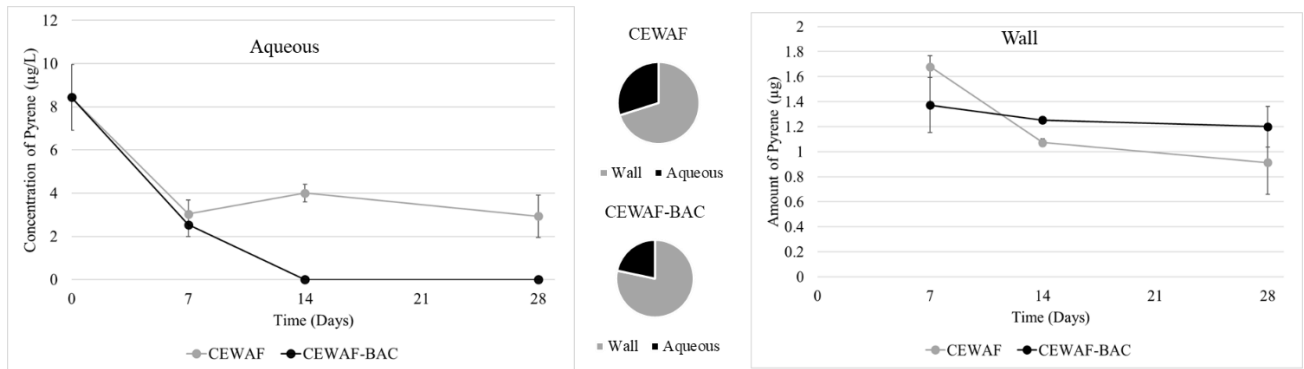 Aqueous
Concentration of Pyrene (µg/L)
12
10
8
6
4
2
0
0 7 14 21 28
Time (Days)
CEWAF CEWAF-BAC
CEWAF
Wall Aqueous
CEWAF-BAC
Wall Aqueous
Wall
Amount of Pyrene (µg)
2
1.8
1.6
1.4
1.2
1
0.8
0.6
0.4
0.2
0
0 7 14 21 28
Time (Days)
CEWAF CEWAF-BAC